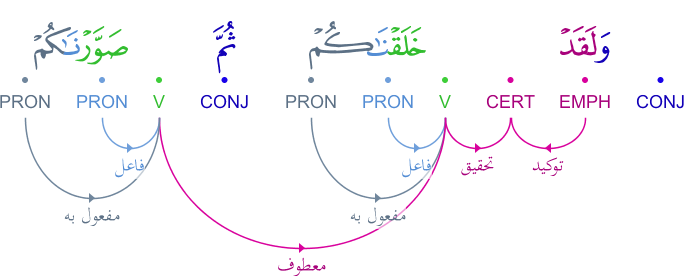 وَلَقَدْ خَلَقْنَـٰكُمْ ثُمَّ صَوَّرْنَـٰكُمْ
PRON PRON V CONJ PRON PRON V CERT EMPH CONJ
فاعل فاعل تحقيق توكيد
مفعول به مفعول به
معطوف